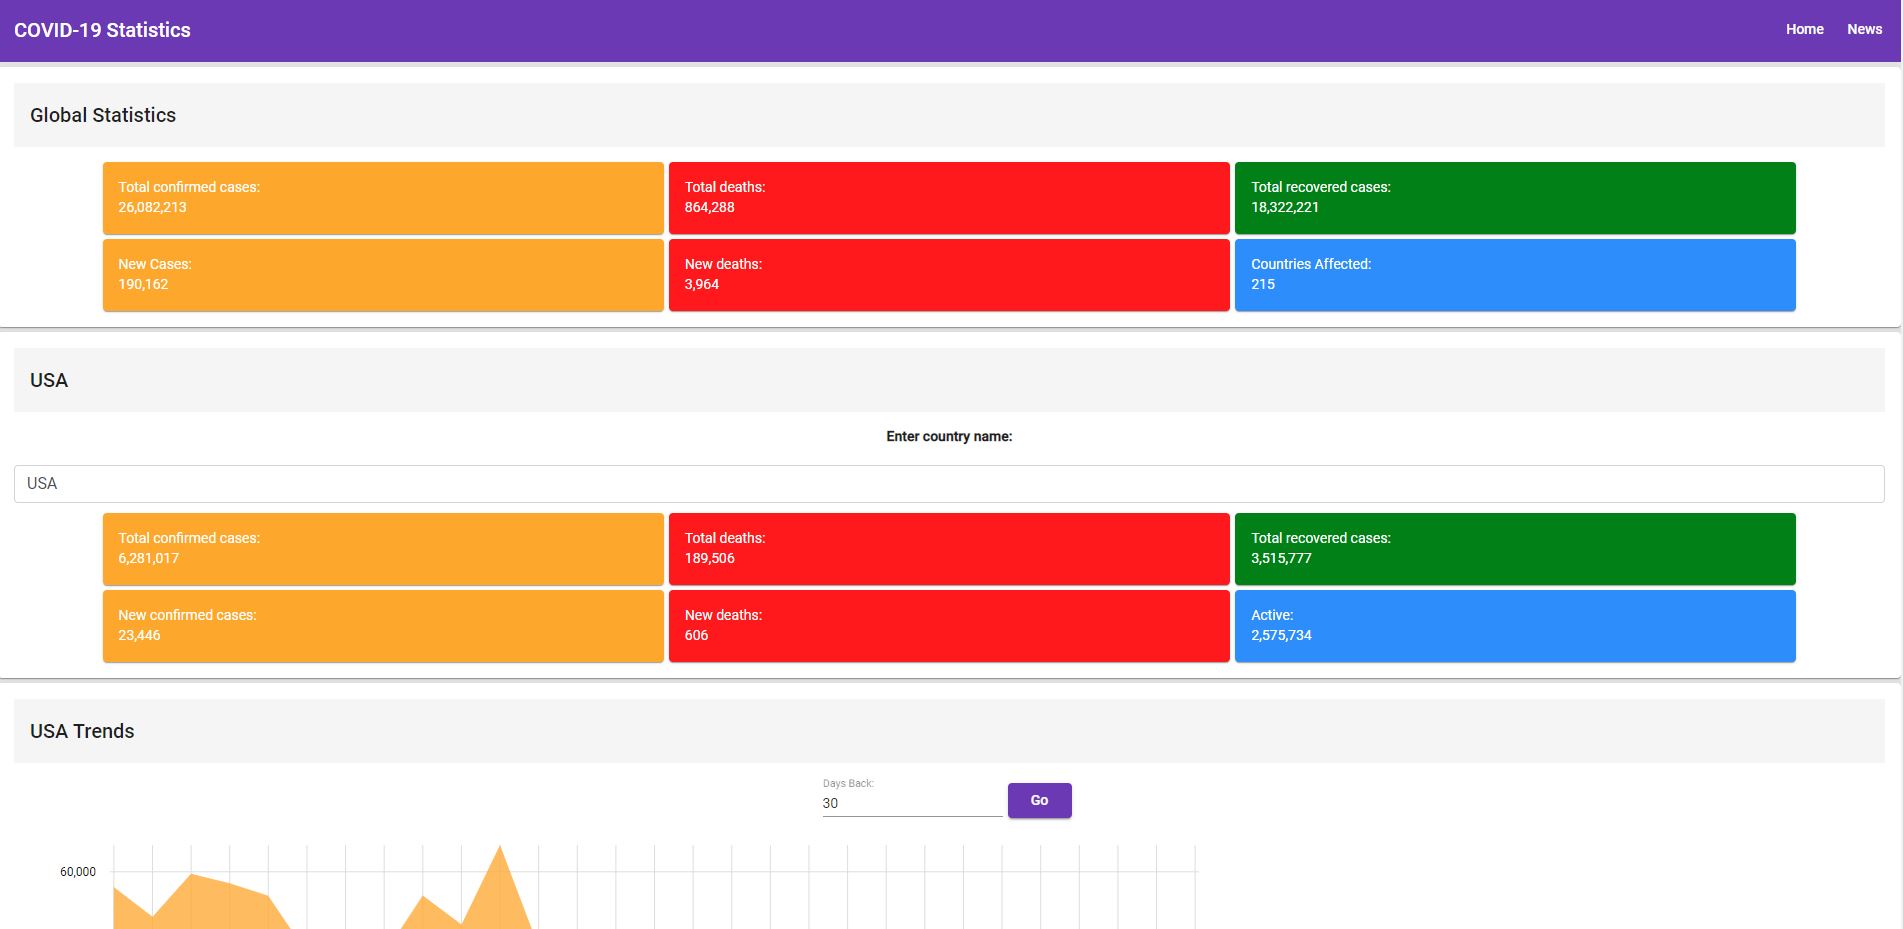 COVID-19 Statistics
Home News
Global Statistics
Total confirmed cases:
26,082,213
Total deaths:
864,288
Total recovered cases:
18,322,221
New Cases:
190,162
New deaths:
3,964
Countries Affected:
215
USA
Enter country name:
USA
Total confirmed cases:
6,281,017
Total deaths:
189,506
Total recovered cases:
3,515,777
New confirmed cases:
23,446
New deaths:
606
Active:
2,575,734
USA Trends
Days Back:
30
Go
60,000